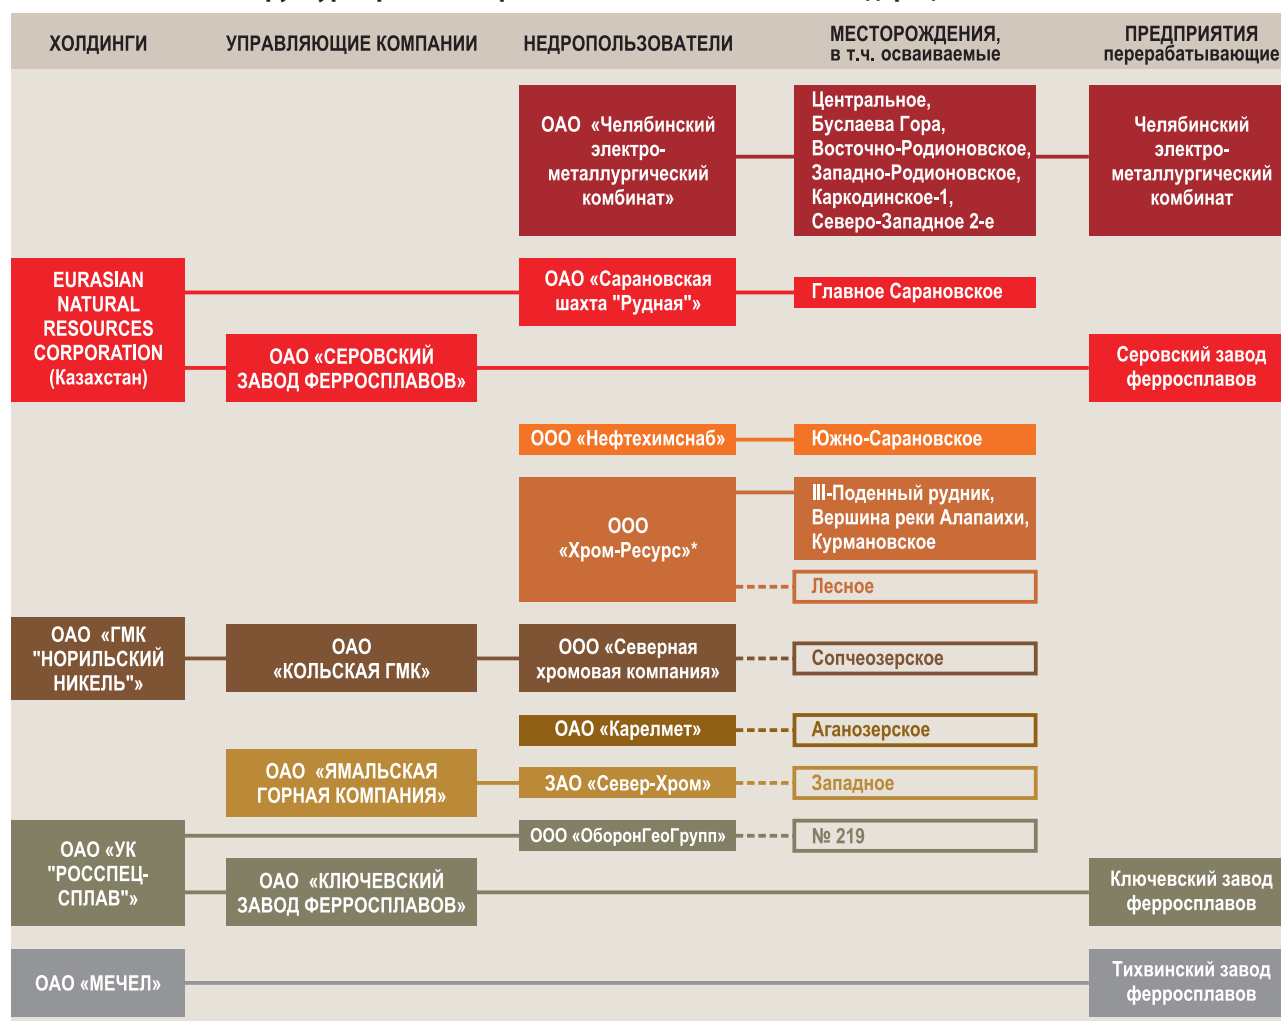 ХОЛДИНГИ
УПРАВЛЯЮЩИЕ КОМПАНИИ
НЕДРОПОЛЬЗОВАТЕЛИ
МЕСТОРОЖДЕНИЯ,
в т.ч. осваиваемые
ПРЕДПРИЯТИЯ
перерабатывающие
ОАО «Челябинский
электро-
металлургический
комбинат»
Центральное,
Буслаева Гора,
Восточно-Родионовское,
Западно-Родионовское,
Каркодинское-1,
Северо-Западное 2-е
Челябинский
электро-
металлургический
комбинат
EURASIAN
NATURAL
RESOURCES
CORPORATION
(Казахстан)
ОАО «Сарановская
шахта "Рудная"»
Главное Сарановское
ОАО «СЕРОВСКИЙ
ЗАВОД ФЕРРОСПЛАВОВ»
Серовский завод
ферросплавов
ООО «Нефтехимснаб»
Южно-Сарановское
ООО
«Хром-Ресурс»*
III-Поденный рудник,
Вершина реки Алапаихи,
Курмановское
Лесное
ОАО «ГМК
"НОРИЛЬСКИЙ
НИКЕЛЬ"»
ОАО
«КОЛЬСКАЯ ГМК»
ООО «Северная
хромовая компания»
Сопчеозерское
ОАО «Карелмет»
Аганозерское
ОАО «ЯМАЛЬСКАЯ
ГОРНАЯ КОМПАНИЯ»
ЗАО «Север-Хром»
Западное
ОАО «УК
"РОССПЕЦ-
СПЛАВ"»
ООО «ОборонГеоГрупп»
№ 219
ОАО «КЛЮЧЕВСКИЙ
ЗАВОД ФЕРРОСПЛАВОВ»
Ключевский завод
ферросплавов
ОАО «МЕЧЕЛ»
Тихвинский завод
ферросплавов